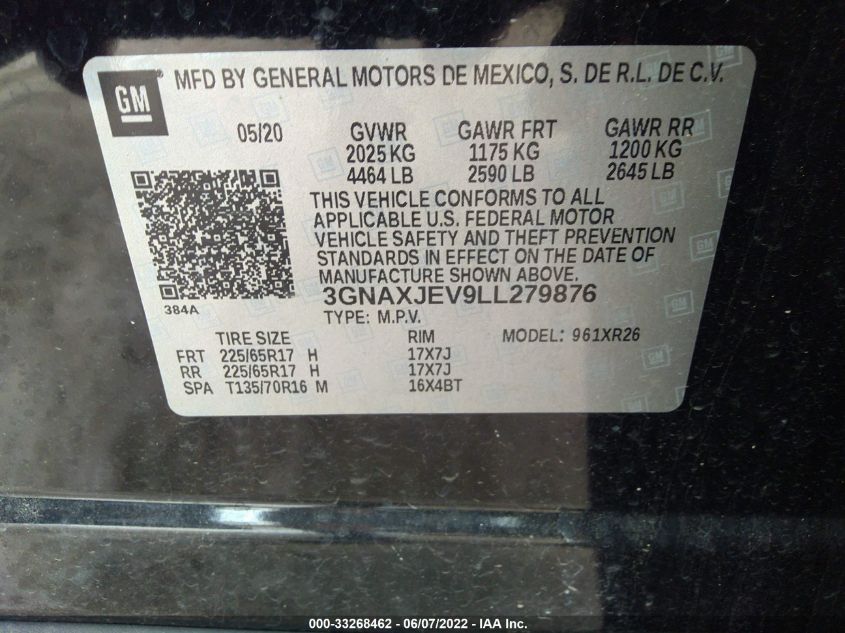 GM MFD BY GENERAL MOTORS DE MEXICO, S. DE R.L. DE C.V.
05/20 GVWR GAWR FRT GAWR RR
2025 KG 1175 KG 1200 KG
4464 LB 2590 LB 2645 LB
THIS VEHICLE CONFORMS TO ALL
APPLICABLE U.S. FEDERAL MOTOR
VEHICLE SAFETY AND THEFT PREVENTION
STANDARDS IN EFFECT ON THE DATE OF
MANUFACTURE SHOWN ABOVE.
3GNAXJEV9LL279876
384A
TYPE: M.P.V.
TIRE SIZE RIM MODEL: 961XR26
FRT 225/65R17 H 17X7J
RR 225/65R17 H 17X7J
SPA T135/70R16 M 16X4BT
000-33268462 - 06/07/2022 - IAA Inc.